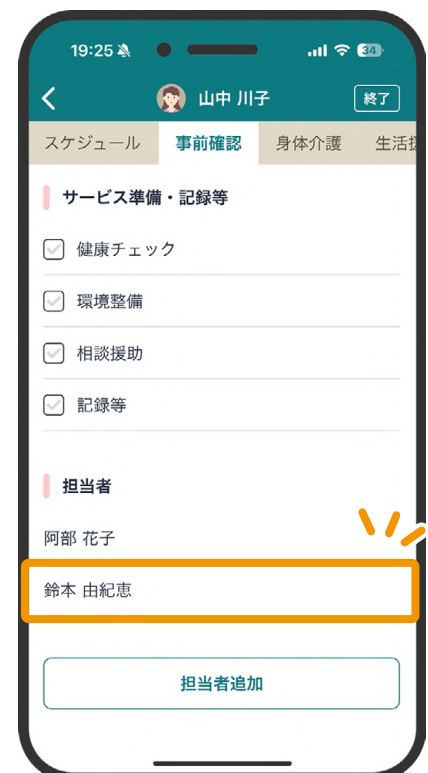 19:25
34
山中 川子
終了
スケジュール 事前確認 身体介護 生活援
サービス準備・記録等
健康チェック
環境整備
相談援助
記録等
担当者
阿部 花子
鈴本 由紀恵
担当者追加